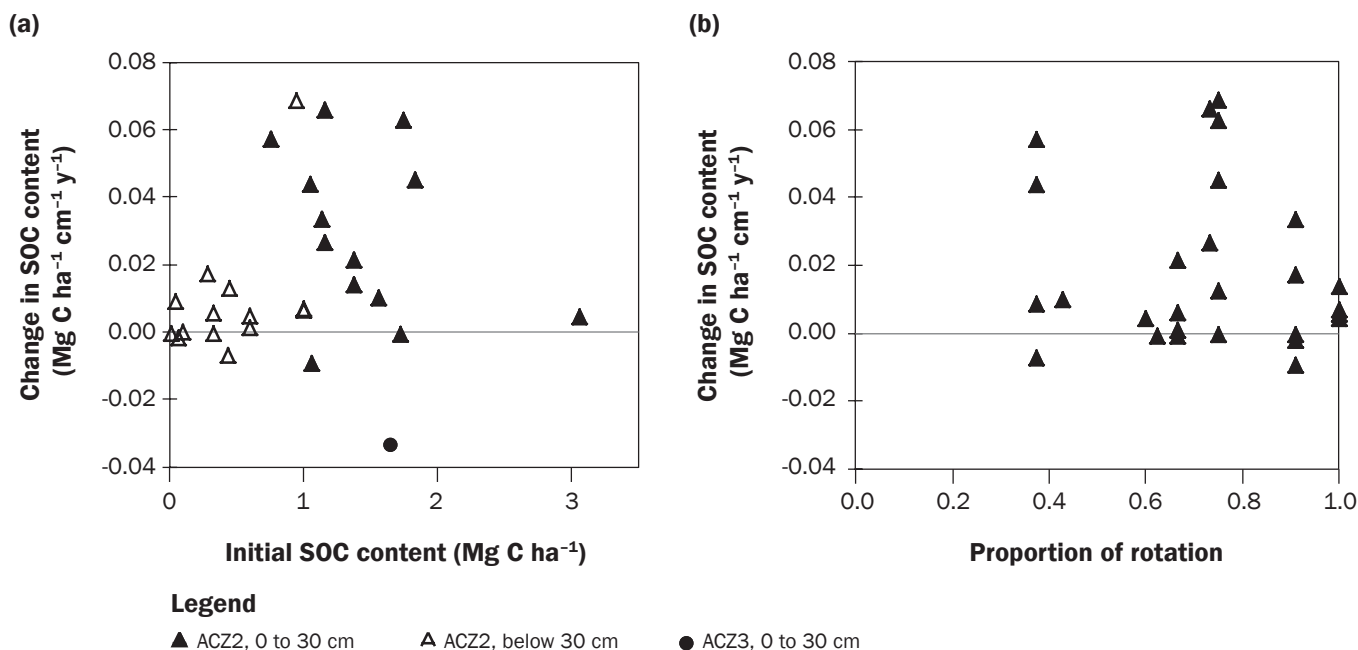 (a)
Change in SOC content
(Mg C ha⁻¹ cm⁻¹ y⁻¹)
0.08
0.06
0.04
0.02
0.00
-0.02
-0.04
0
1
2
3
Initial SOC content (Mg C ha⁻¹)
(b)
Change in SOC content
(Mg C ha⁻¹ cm⁻¹ y⁻¹)
0.08
0.06
0.04
0.02
0.00
-0.02
-0.04
0.0
0.2
0.4
0.6
0.8
1.0
Proportion of rotation
Legend
ACZ2, 0 to 30 cm
ACZ2, below 30 cm
ACZ3, 0 to 30 cm